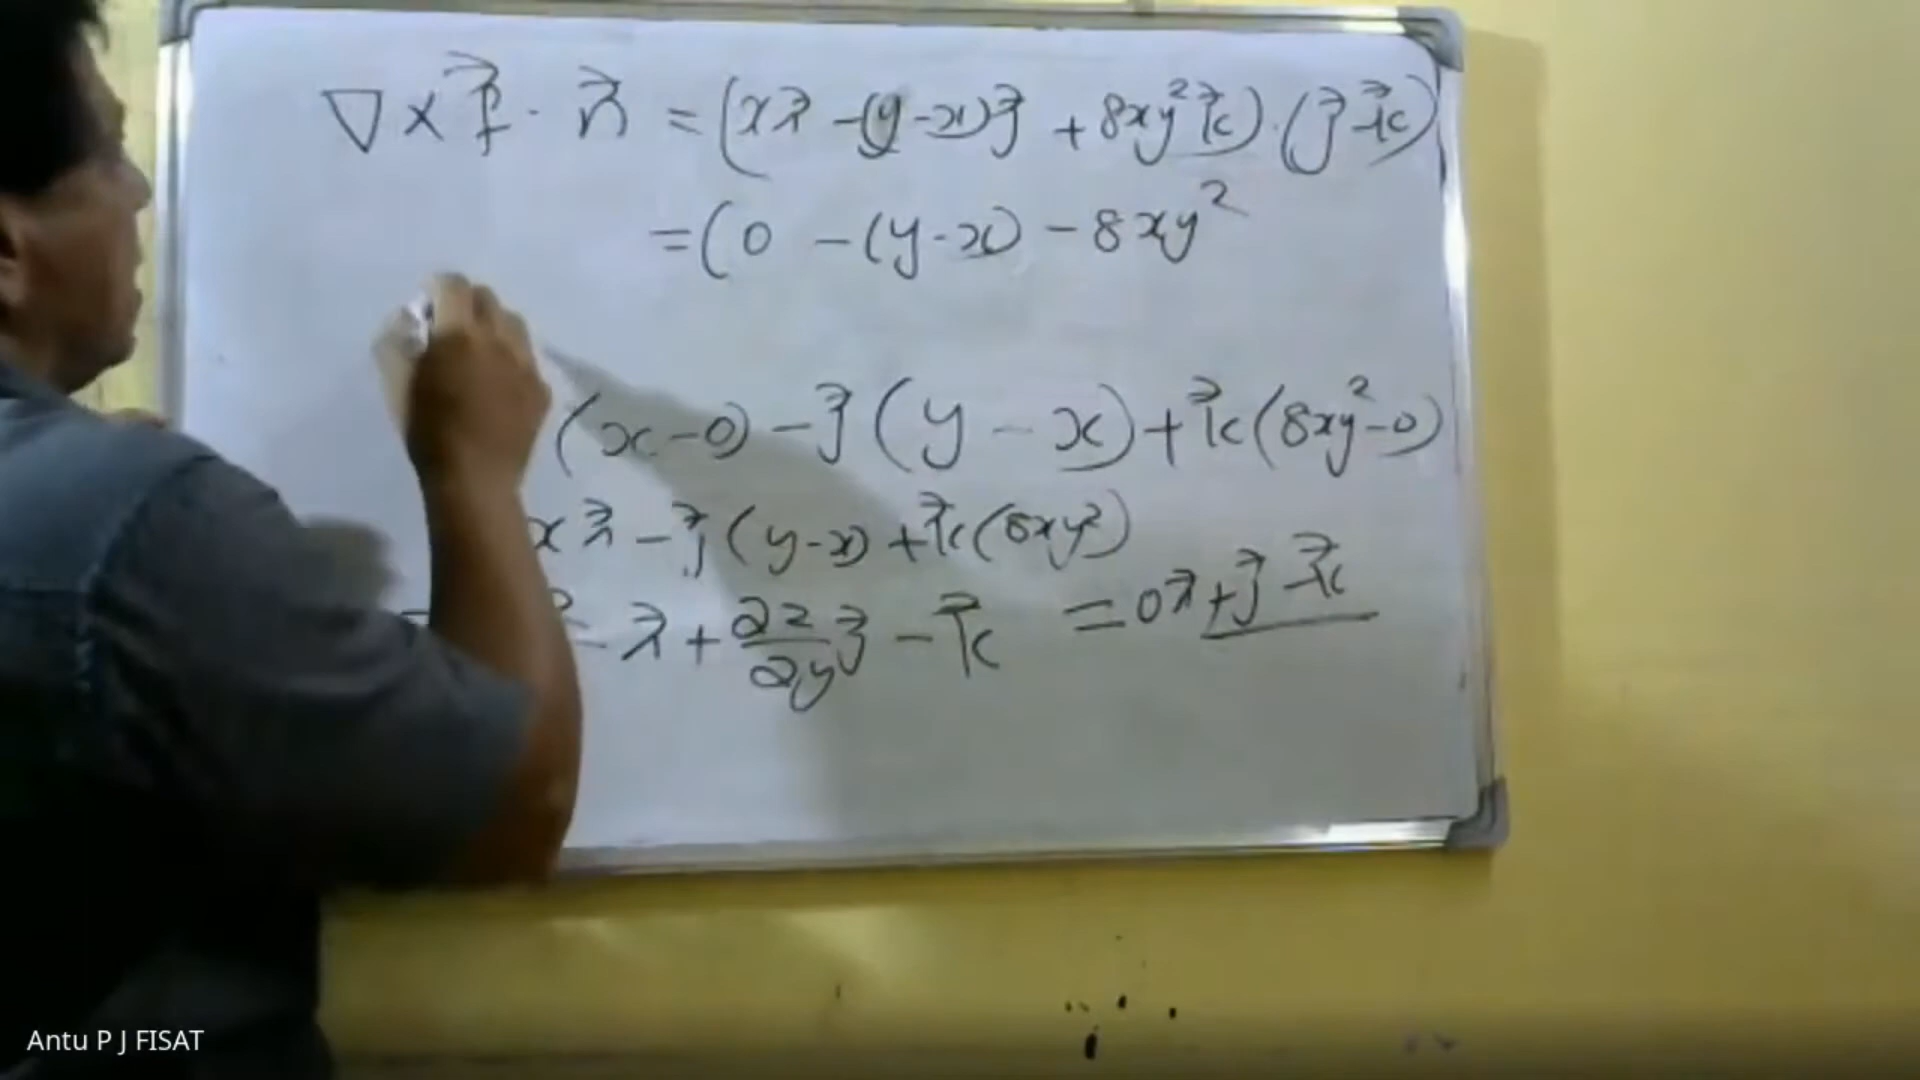 ∇ × f⃗ · n⃗ = (x i⃗ - (y - x) j⃗ + 8xy² k⃗) · (j⃗ - k⃗)
= (0 - (y - x) - 8xy²
(x - 0) - j⃗ (y - x) + k⃗ (8xy² - 0)
x i⃗ - j⃗ (y - x) + k⃗ (8xy²)
i⃗ + ∂z/∂y j⃗ - k⃗ = 0 i⃗ + j⃗ - k⃗
Antu P J FISAT